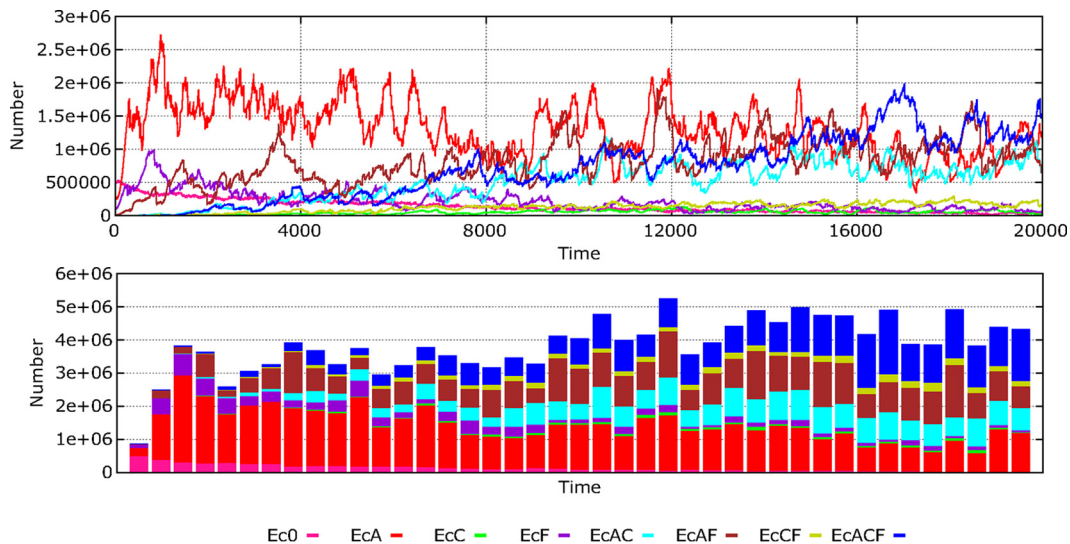 3e+06
2.5e+06
2e+06
1.5e+06
1e+06
500000
0
Number
0 4000 8000 12000 16000 20000
Time
6e+06
5e+06
4e+06
3e+06
2e+06
1e+06
0
Number
Time
Ec0 EcA EcC EcF EcAC EcAF EcCF EcACF